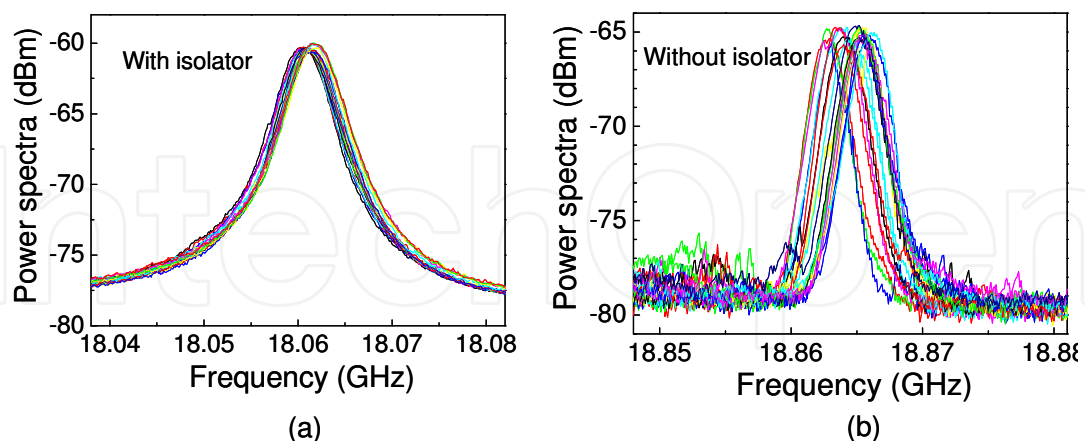 With isolator
Power spectra (dBm)
-60
-65
-70
-75
-80
18.04
18.05
18.06
18.07
18.08
Frequency (GHz)
(a)
Without isolator
Power spectra (dBm)
-65
-70
-75
-80
18.85
18.86
18.87
18.88
Frequency (GHz)
(b)
IntechOpen